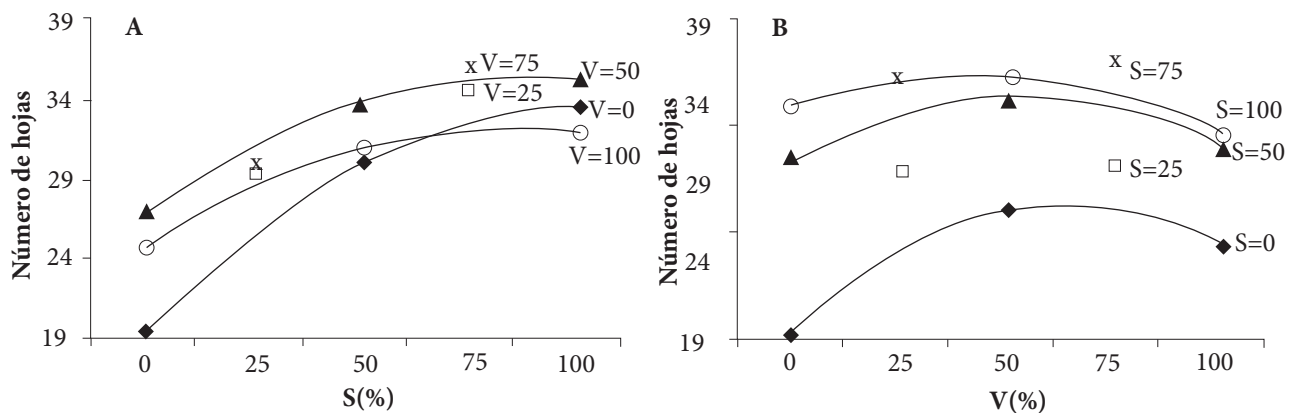 A
Número de hojas
39
34
29
24
19
x V=75
V=50
V=25
V=0
x
V=100
0 25 50 75 100
S(%)
B
Número de hojas
39
34
29
24
19
x
x S=75
S=100
S=50
S=25
S=0
0 25 50 75 100
V(%)